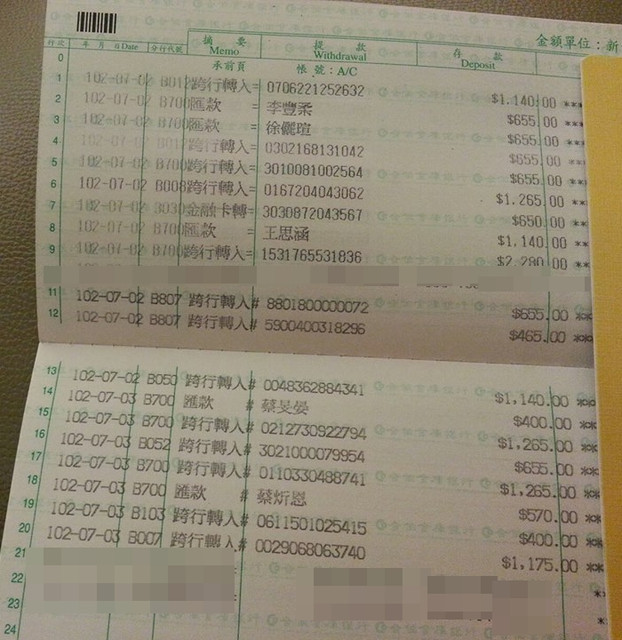 金額單位：新
行次 年 月 日Date 分行代號 摘要 Memo 提款 Withdrawal 存款 Deposit
0 承前頁 帳號：A/C
1 102-07-02 B012 跨行轉入= 0706221252632 $1,140.00 ***
2 102-07-02 B700 匯款 = 李豐柔 $655.00 ***
3 102-07-02 B700 匯款 = $655.00 ***
4 跨行轉入= 0302168131042 $655.00 ***
5 102-07-02 B700 跨行轉入= 3010081002564 $655.00 ***
6 102-07-02 B008 跨行轉入= 0167204043062 $1,265.00 ***
7 102-07-02 金融卡轉= 3030872043567 $650.00 ***
8 102-07-02 B700 匯款 = 王思涵 $1,140.00 **
9 102-07-02 B700 跨行轉入= 1531765531836 $2,280.00 **
11 102-07-02 B807 跨行轉入# 8801800000072 $655.00 **
12 102-07-02 B807 跨行轉入# 5900400318296 $465.00 **
13 102-07-02 B050 跨行轉入# 0048362884341 $1,140.00 **
14 102-07-03 B700 匯款 # 蔡旻晏 $400.00 **
15 102-07-03 B700 跨行轉入# 0212730922794 $1,265.00 **
16 102-07-03 B052 跨行轉入# 3021000079954 $655.00 **
17 102-07-03 B700 跨行轉入# 0110330488741 $1,265.00 **
18 102-07-03 B700 匯款 # 蔡炘恩 $570.00 **
19 102-07-03 B103 跨行轉入# 0611501025415 $400.00 **
20 102-07-03 B007 跨行轉入# 0029068063740 $1,175.00 **
21
22 *
23 *
24